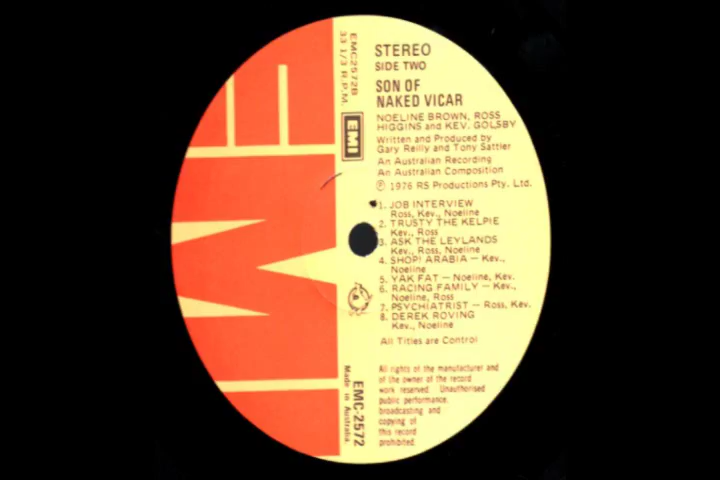 EMI
EMC2572B
33 1/3 R.P.M.
EMI
STEREO
SIDE TWO
SON OF
NAKED VICAR
NOELINE BROWN, ROSS
HIGGINS and KEV. GOLSBY
Written and Produced by
Gary Reilly and Tony Sattler
An Australian Recording
An Australian Composition
Ⓟ 1976 RS Productions Pty. Ltd.
1. JOB INTERVIEW
Ross, Kev., Noeline
2. TRUSTY THE KELPIE
Kev., Ross
3. ASK THE LEYLANDS
Kev., Ross, Noeline
4. SHOP! ARABIA — Kev.,
Noeline
5. YAK FAT — Noeline, Kev.
6. RACING FAMILY — Kev.,
Noeline, Ross
7. PSYCHIATRIST — Ross, Kev.
8. DEREK ROVING
Kev., Noeline
All Titles are Control
All rights of the manufacturer and
of the owner of the record
work reserved. Unauthorised
public performance,
broadcasting and
copying of
this record
prohibited.
EMC-2572
Made in Australia